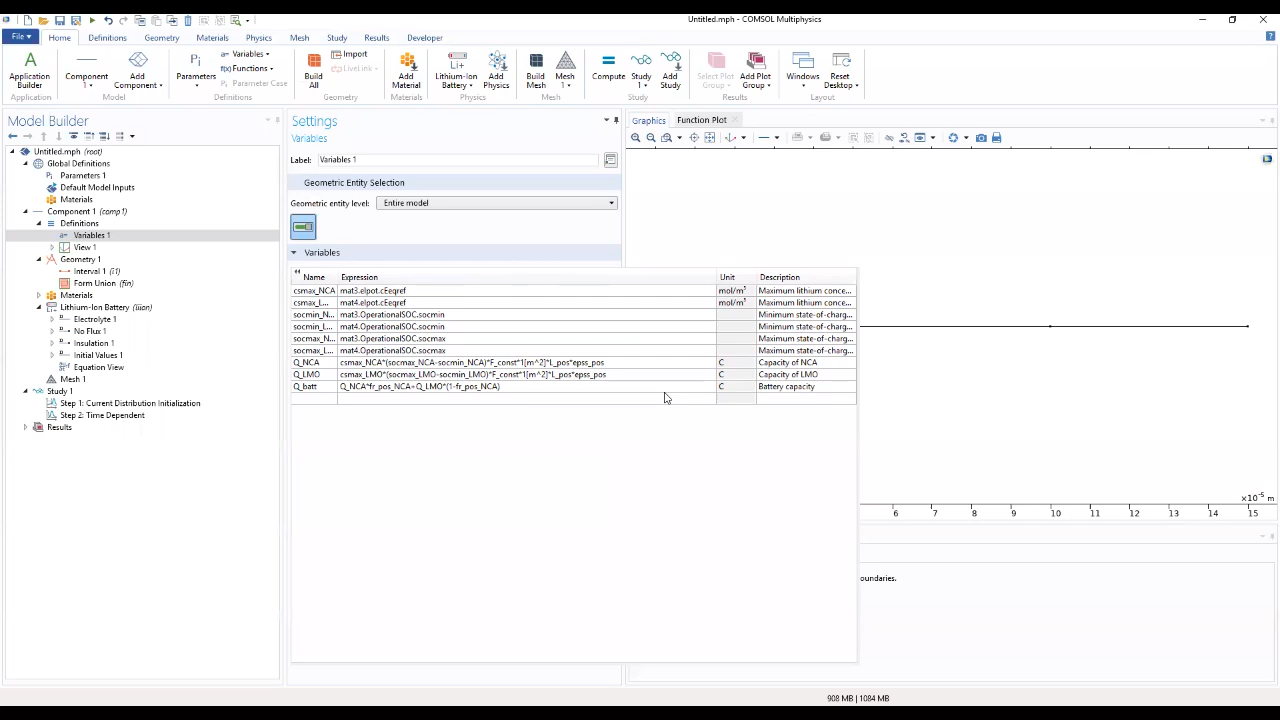 Untitled.mph - COMSOL Multiphysics
File Home Definitions Geometry Materials Physics Mesh Study Results Developer
Application Builder
Component 1
Add Component
Parameters
Variables
Functions
Parameter Case
Build All
Import
LiveLink
Add Material
Lithium-Ion Battery
Add Physics
Build Mesh
Mesh 1
Compute
Study 1
Add Study
Select Plot Group
Add Plot Group
Windows
Reset Desktop
Application Model Definitions Geometry Materials Physics Mesh Study Results Layout
Model Builder
Untitled.mph (root)
Global Definitions
Parameters 1
Default Model Inputs
Materials
Component 1 (comp1)
Definitions
Variables 1
View 1
Geometry 1
Interval 1 (i1)
Form Union (fin)
Materials
Lithium-Ion Battery (liion)
Electrolyte 1
No Flux 1
Insulation 1
Initial Values 1
Equation View
Mesh 1
Study 1
Step 1: Current Distribution Initialization
Step 2: Time Dependent
Results
Settings
Variables
Label: Variables 1
Geometric Entity Selection
Geometric entity level: Entire model
Variables
Name Expression Unit Description
csmax_NCA mat3.elpot.cEeqref mol/m³ Maximum lithium conce...
csmax_L... mat4.elpot.cEeqref mol/m³ Maximum lithium conce...
socmin_N... mat3.OperationalSOC.socmin Minimum state-of-charg...
socmin_L... mat4.OperationalSOC.socmin Minimum state-of-charg...
socmax_N... mat3.OperationalSOC.socmax Maximum state-of-charg...
socmax_L... mat4.OperationalSOC.socmax Maximum state-of-charg...
Q_NCA csmax_NCA*(socmax_NCA-socmin_NCA)*F_const*1[m^2]*L_pos*epss_pos C Capacity of NCA
Q_LMO csmax_LMO*(socmax_LMO-socmin_LMO)*F_const*1[m^2]*L_pos*epss_pos C Capacity of LMO
Q_batt Q_NCA*fr_pos_NCA+Q_LMO*(1-fr_pos_NCA) C Battery capacity
Graphics Function Plot
×10⁻⁵ m
6 7 8 9 10 11 12 13 14 15
oundaries.
908 MB | 1084 MB